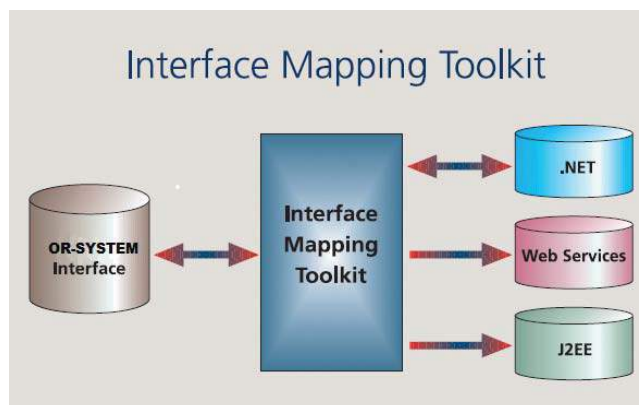 Interface Mapping Toolkit
OR-SYSTEM
Interface
Interface
Mapping
Toolkit
.NET
Web Services
J2EE